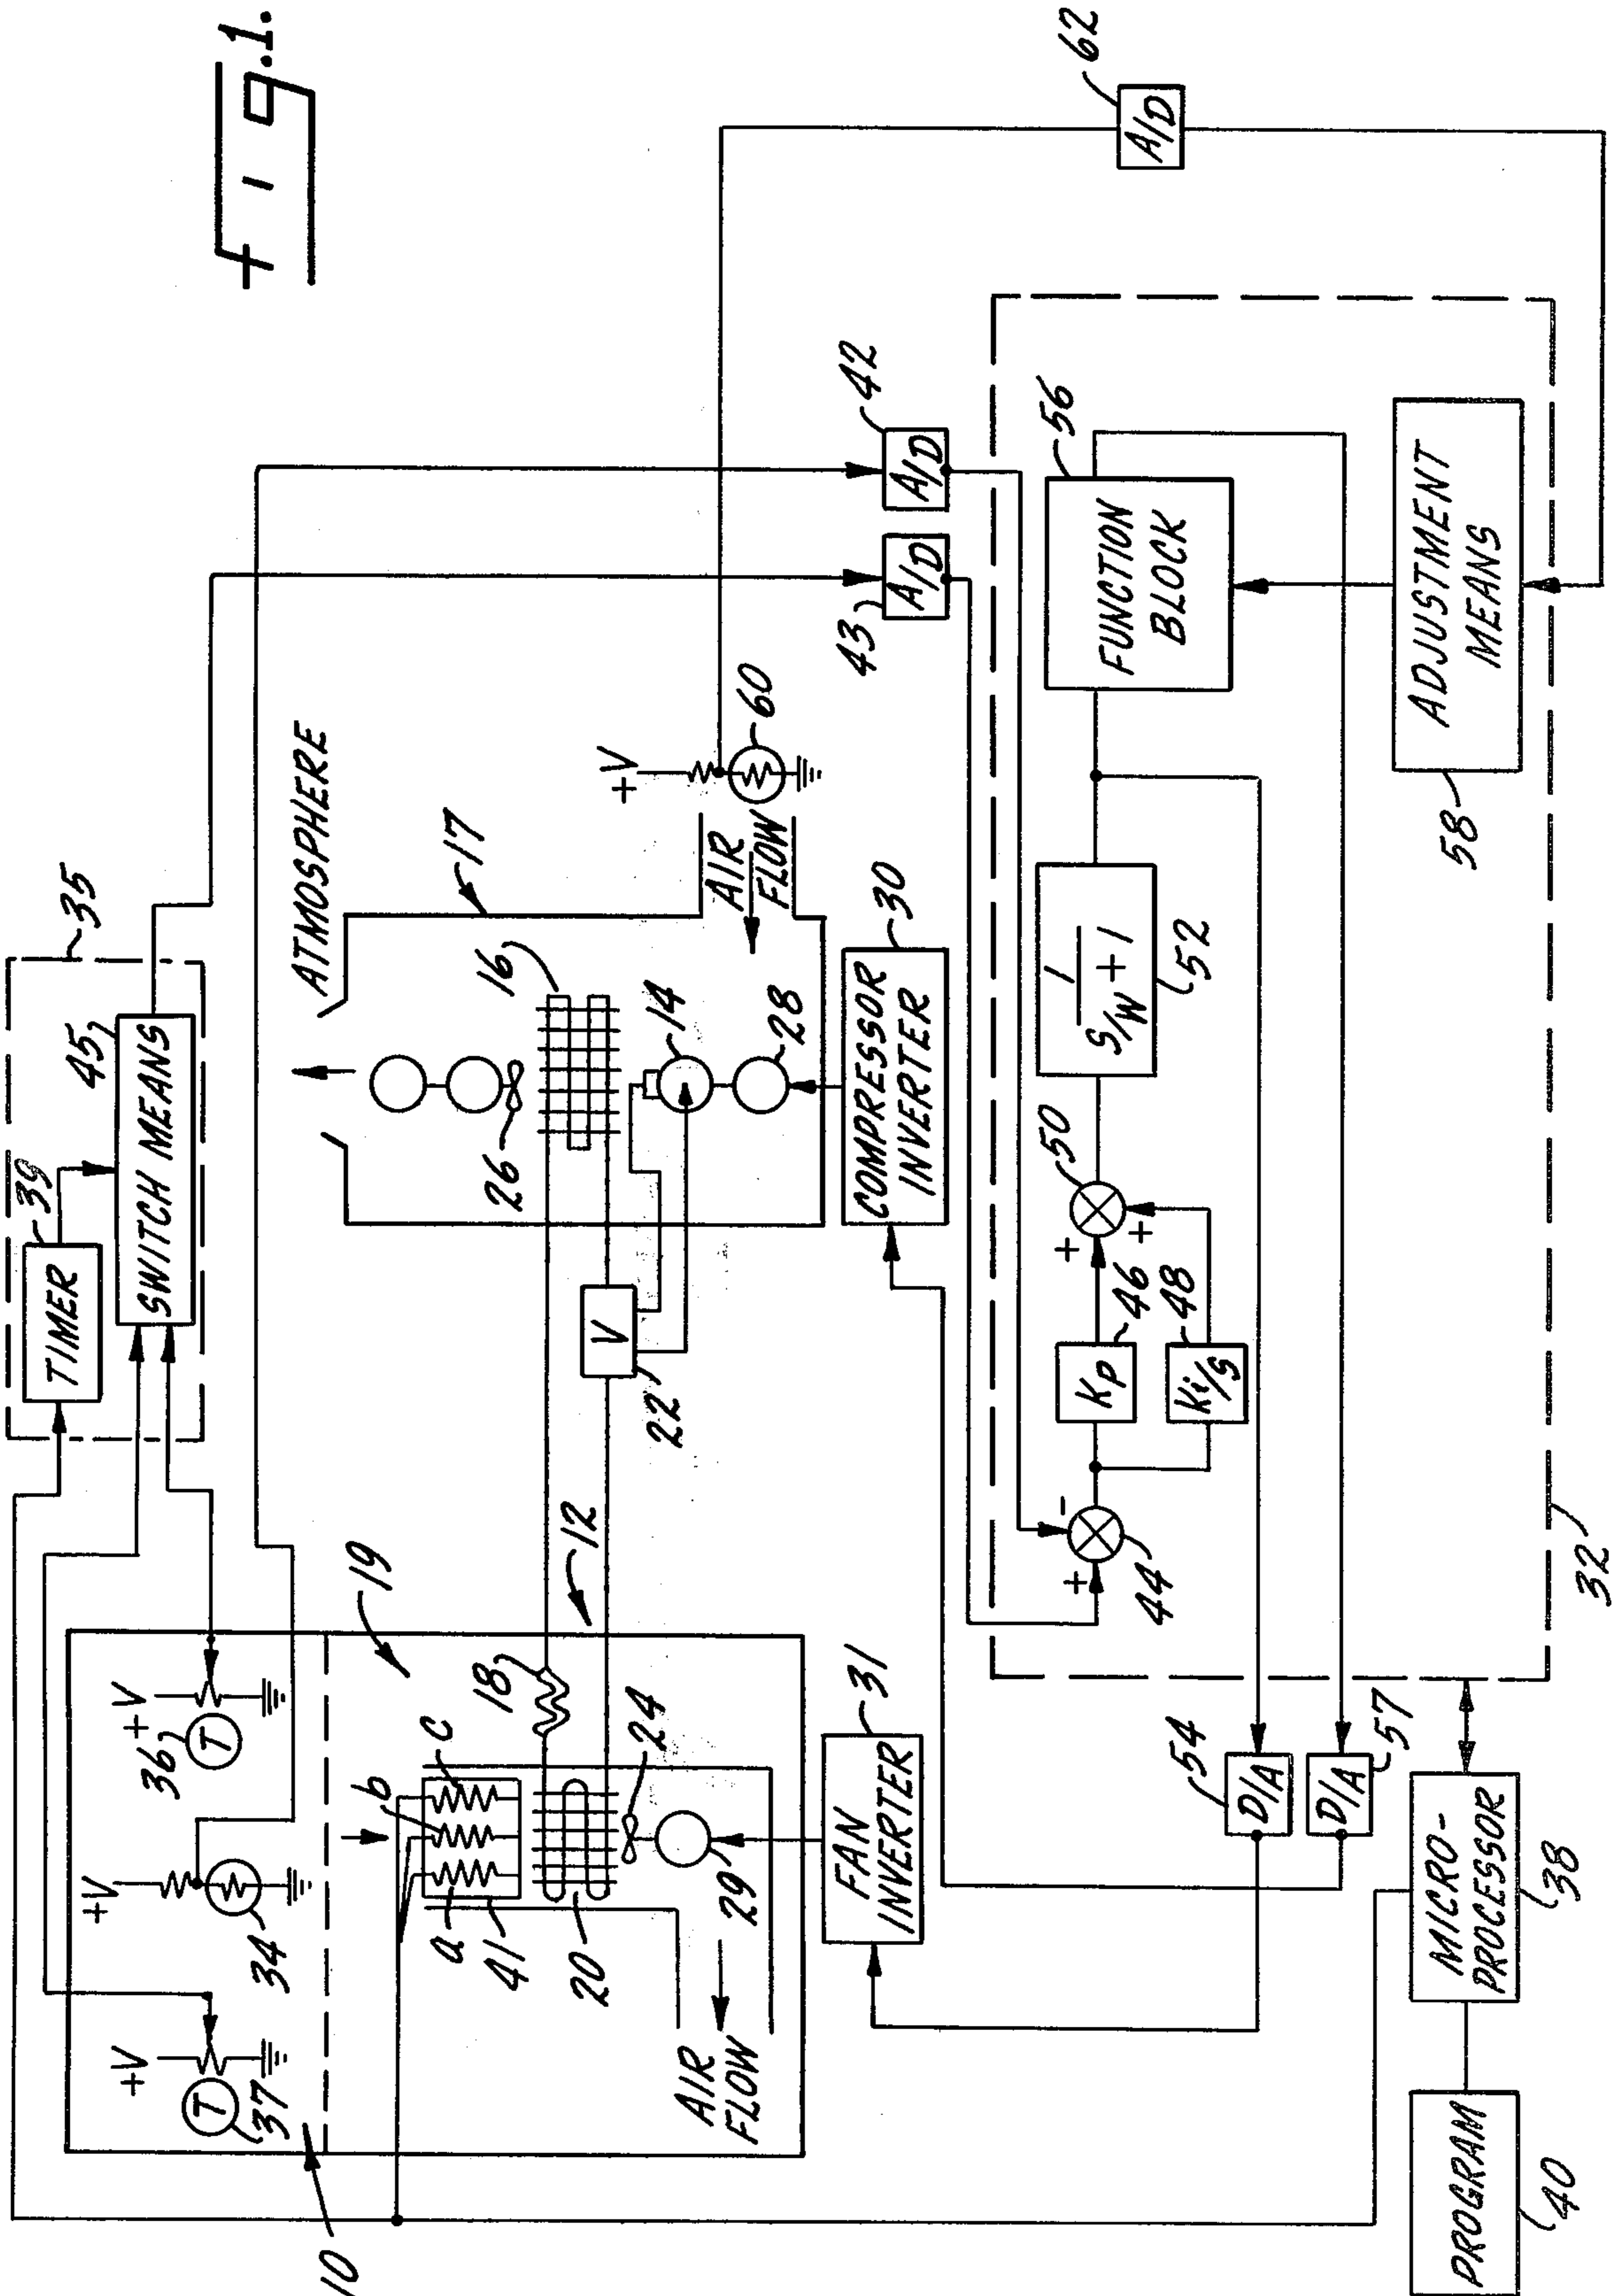 Fig.1.
TIMER
39
SWITCH MEANS
45
35
10
+V
T
37
+V
34
+V
T
36
19
12
a
b
c
41
18
20
24
29
AIR
FLOW
V
22
ATMOSPHERE
17
26
16
14
28
AIR
FLOW
+V
60
FAN
INVERTER
31
COMPRESSOR
INVERTER
30
A/D
43
A/D
42
A/D
62
+
-
44
Kp
46
Ki/S
48
+
+
50
1
S/W + 1
52
FUNCTION
BLOCK
56
ADJUSTMENT
MEANS
58
D/A
54
D/A
57
32
MICRO-
PROCESSOR
38
PROGRAM
40